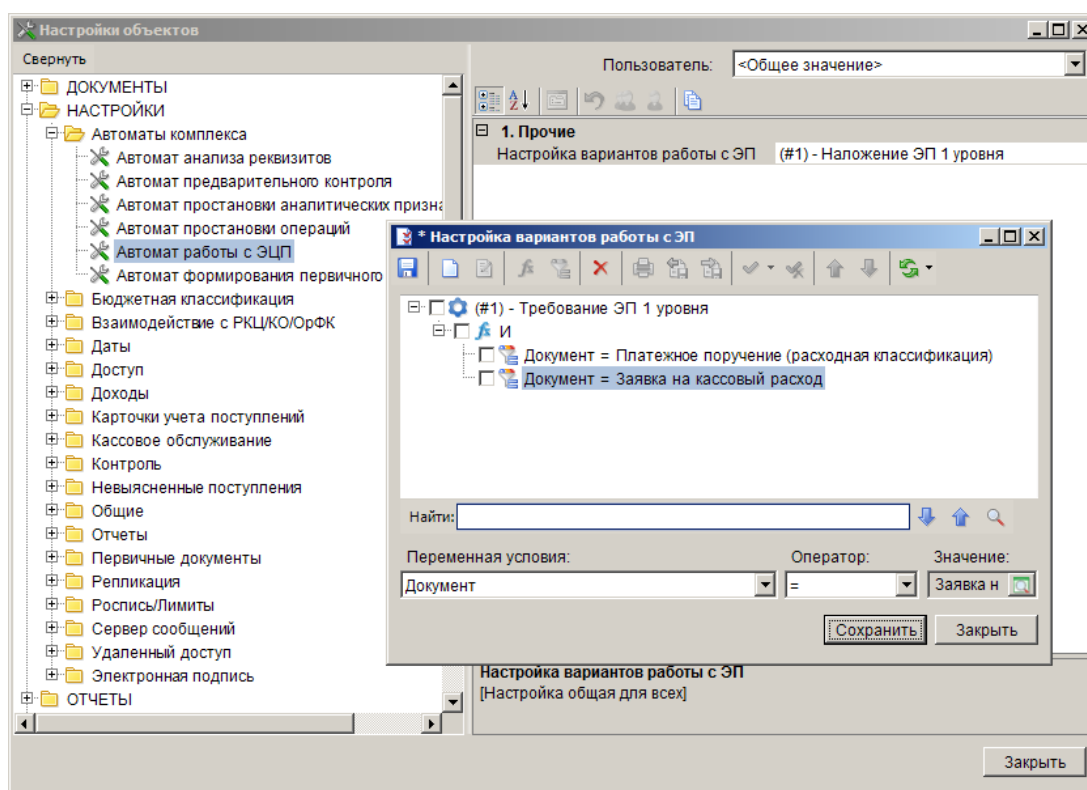 Настройки объектов
Свернуть
Пользователь: <Общее значение>
ДОКУМЕНТЫ
НАСТРОЙКИ
Автоматы комплекса
Автомат анализа реквизитов
Автомат предварительного контроля
Автомат простановки аналитических призна
Автомат простановки операций
Автомат работы с ЭЦП
Автомат формирования первичного
Бюджетная классификация
Взаимодействие с РКЦ/КО/ОрФК
Даты
Доступ
Доходы
Карточки учета поступлений
Кассовое обслуживание
Контроль
Невыясненные поступления
Общие
Отчеты
Первичные документы
Репликация
Роспись/Лимиты
Сервер сообщений
Удаленный доступ
Электронная подпись
ОТЧЕТЫ
1. Прочие
Настройка вариантов работы с ЭП (#1) - Наложение ЭП 1 уровня
* Настройка вариантов работы с ЭП
(#1) - Требование ЭП 1 уровня
И
Документ = Платежное поручение (расходная классификация)
Документ = Заявка на кассовый расход
Найти:
Переменная условия: Оператор: Значение:
Документ = Заявка н
Сохранить Закрыть
Настройка вариантов работы с ЭП
[Настройка общая для всех]
Закрыть